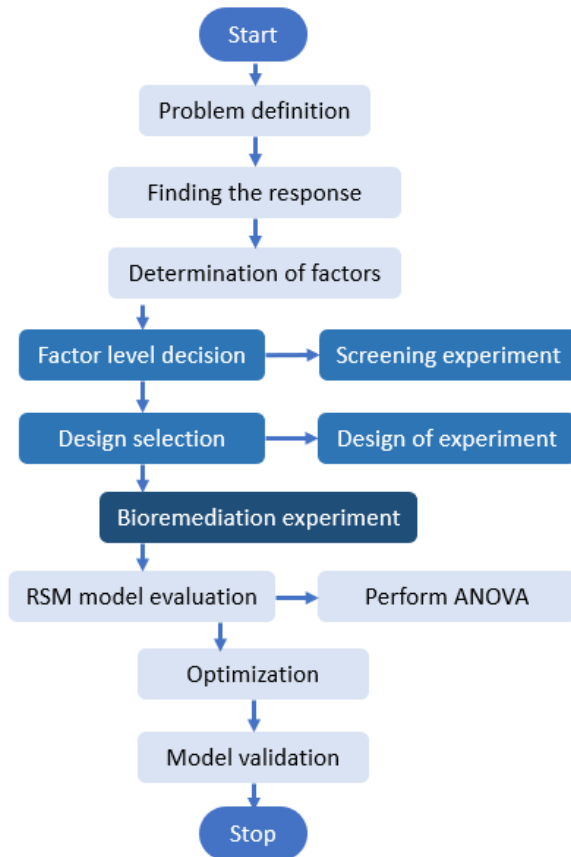 Start
Problem definition
Finding the response
Determination of factors
Factor level decision
Screening experiment
Design selection
Design of experiment
Bioremediation experiment
RSM model evaluation
Perform ANOVA
Optimization
Model validation
Stop